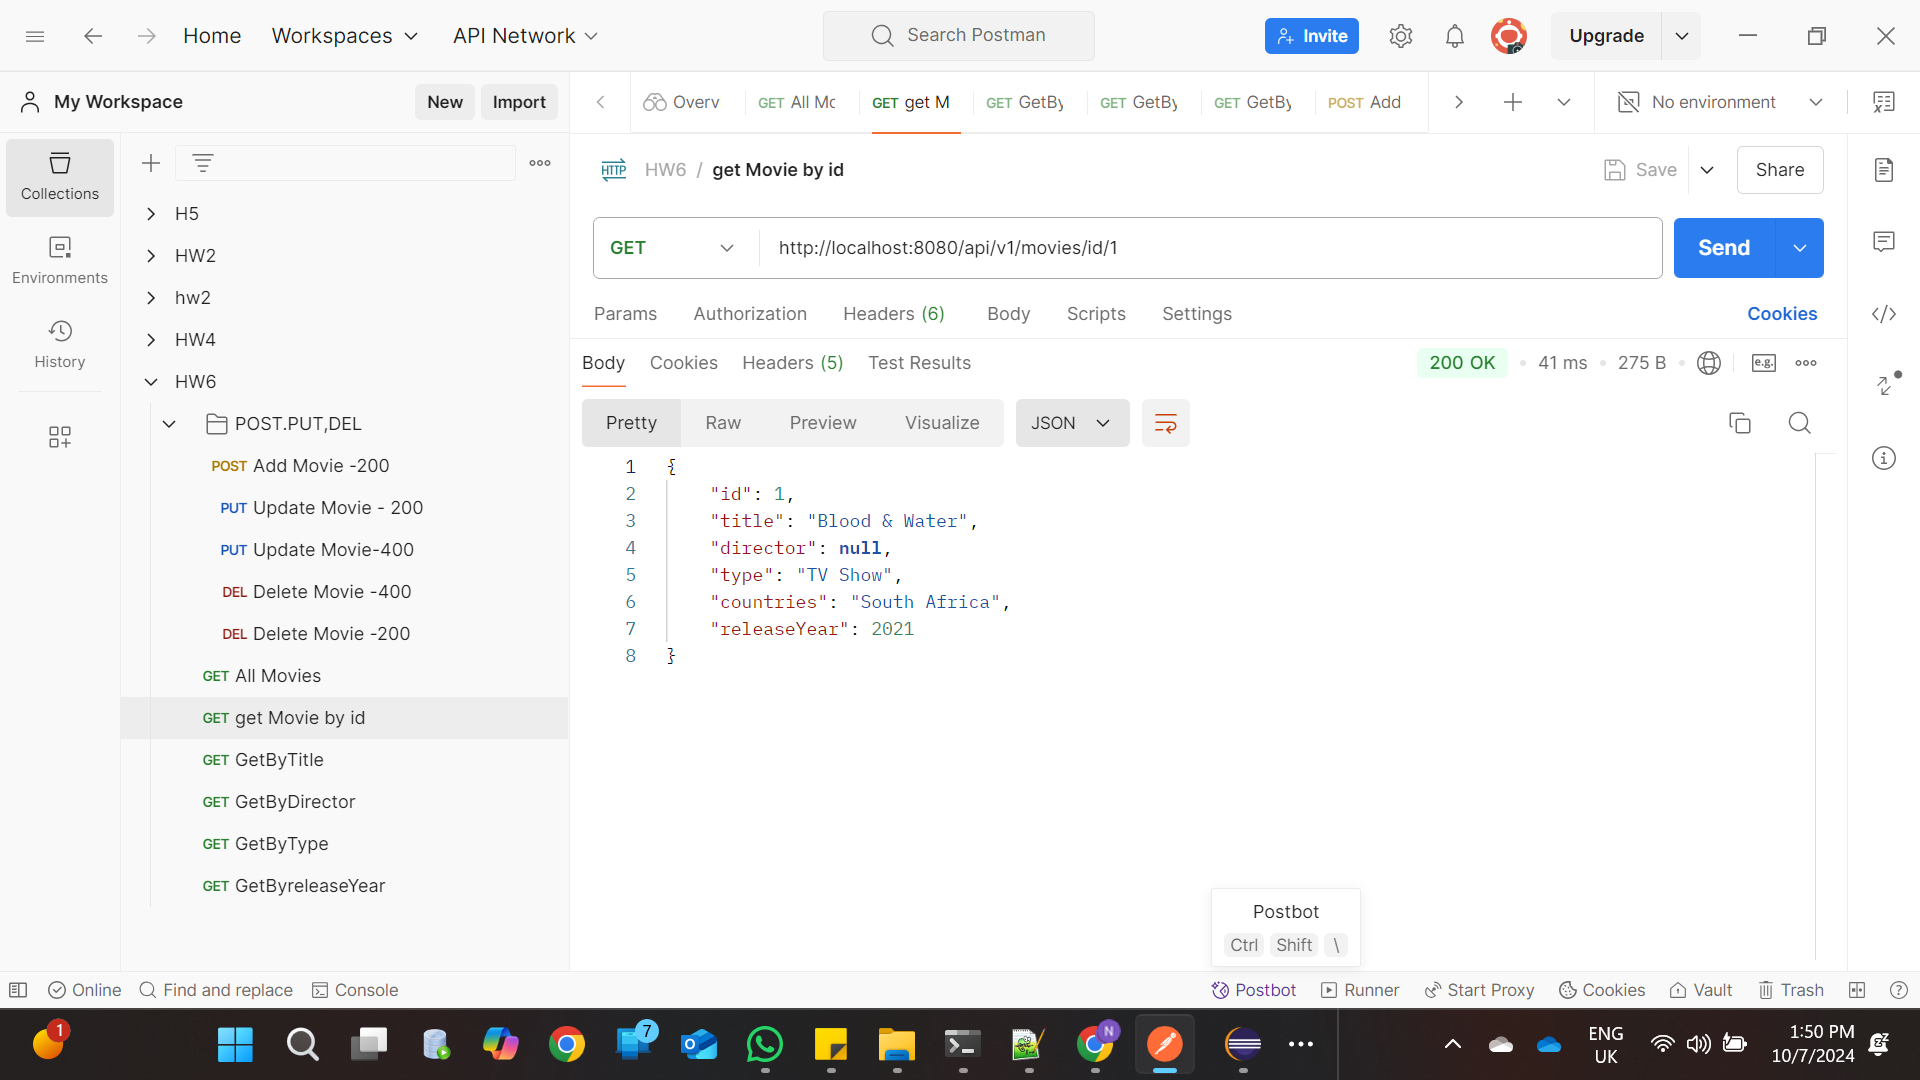 Home
Workspaces
API Network
Search Postman
Invite
Upgrade
My Workspace
New
Import
Overv
GET All Mc
GET get M
GET GetBy
GET GetBy
GET GetBy
POST Add
No environment
Collections
Environments
History
H5
HW2
hw2
HW4
HW6
POST.PUT,DEL
POST Add Movie -200
PUT Update Movie - 200
PUT Update Movie-400
DEL Delete Movie -400
DEL Delete Movie -200
GET All Movies
GET get Movie by id
GET GetByTitle
GET GetByDirector
GET GetByType
GET GetByreleaseYear
HTTP HW6 / get Movie by id
Save
Share
GET
http://localhost:8080/api/v1/movies/id/1
Send
Params Authorization Headers (6) Body Scripts Settings
Cookies
Body Cookies Headers (5) Test Results
200 OK • 41 ms • 275 B
e.g.
Pretty Raw Preview Visualize
JSON
1 {
2 "id": 1,
3 "title": "Blood & Water",
4 "director": null,
5 "type": "TV Show",
6 "countries": "South Africa",
7 "releaseYear": 2021
8 }
Postbot
Ctrl Shift \
Online
Find and replace
Console
Postbot
Runner
Start Proxy
Cookies
Vault
Trash
1
7
N
ENG
UK
1:50 PM
10/7/2024